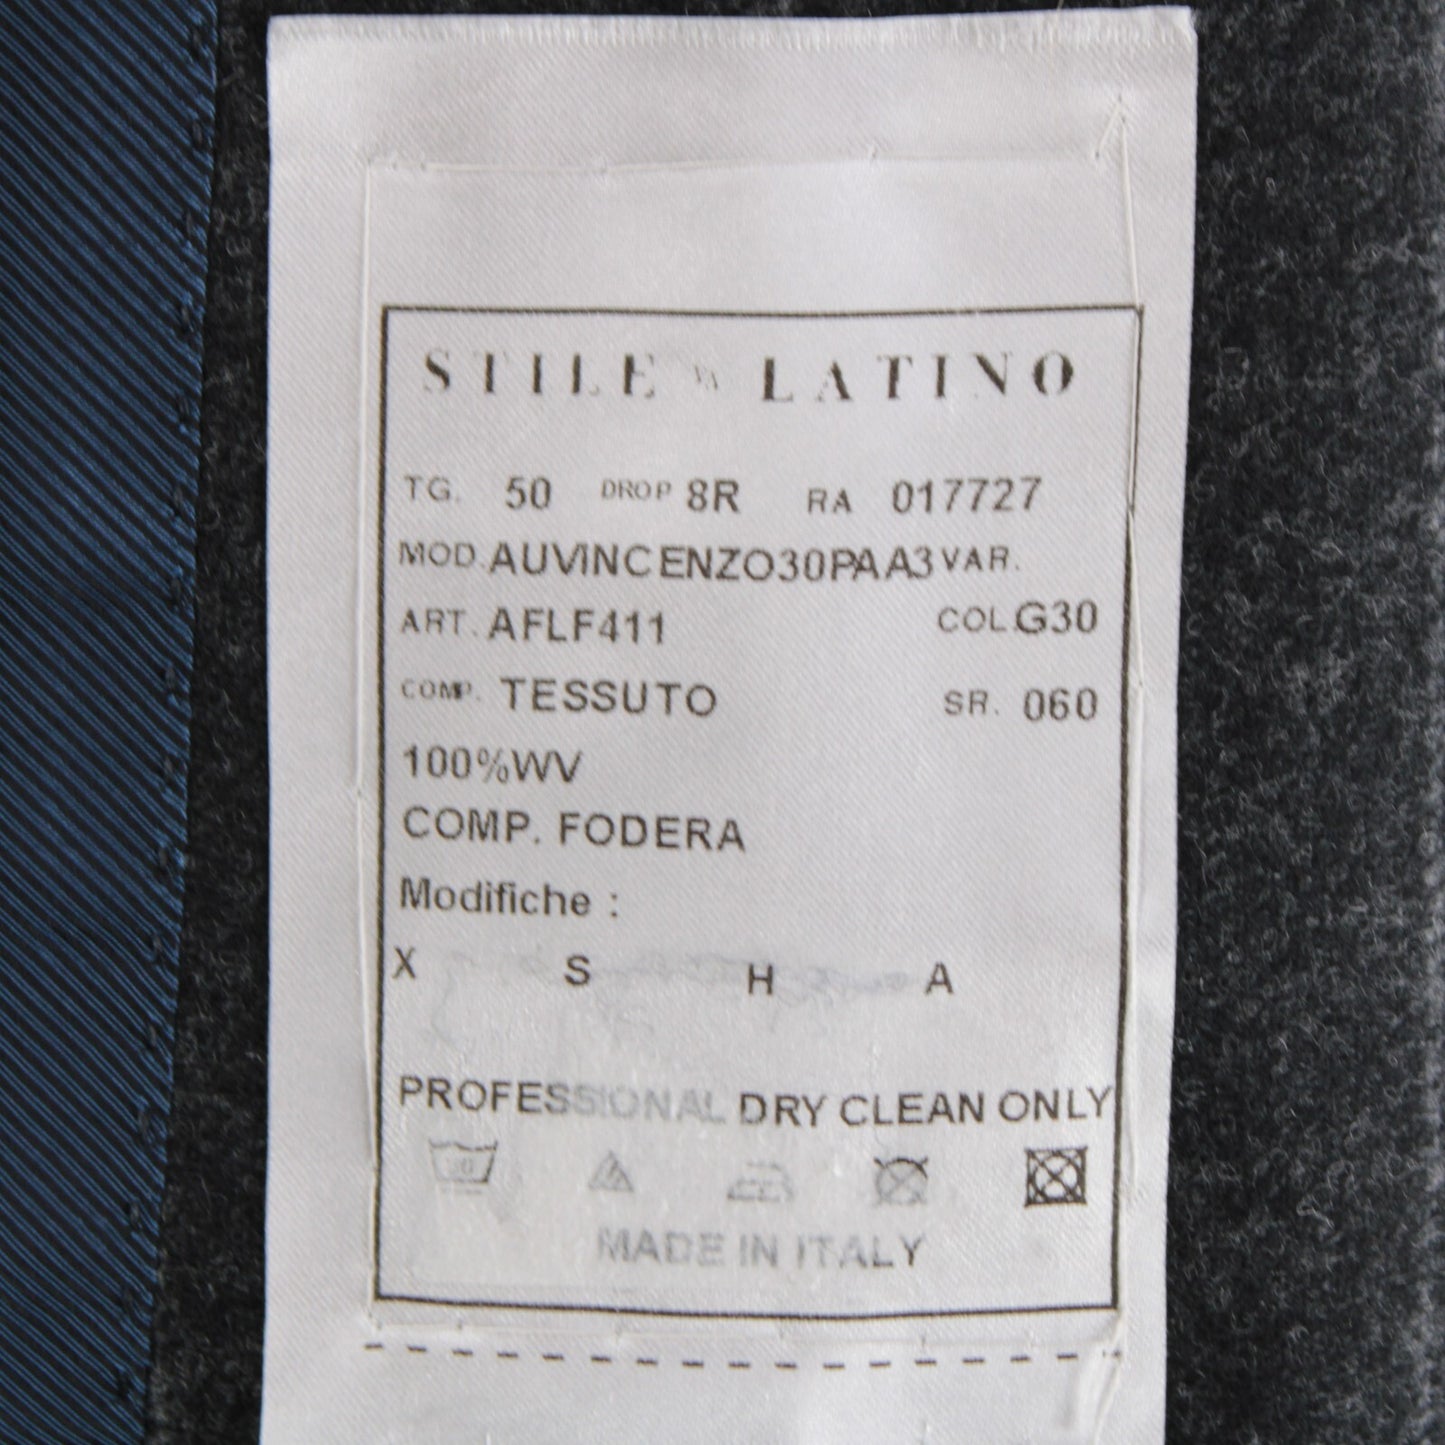 STILE LATINO
TG. 50 DROP 8R RA 017727
MOD. AUVINCENZO30PAA3 VAR.
ART. AFLF411 COL. G30
COMP. TESSUTO SR. 060
100%WV
COMP. FODERA
Modifiche :
X S H A
PROFESSIONAL DRY CLEAN ONLY
MADE IN ITALY